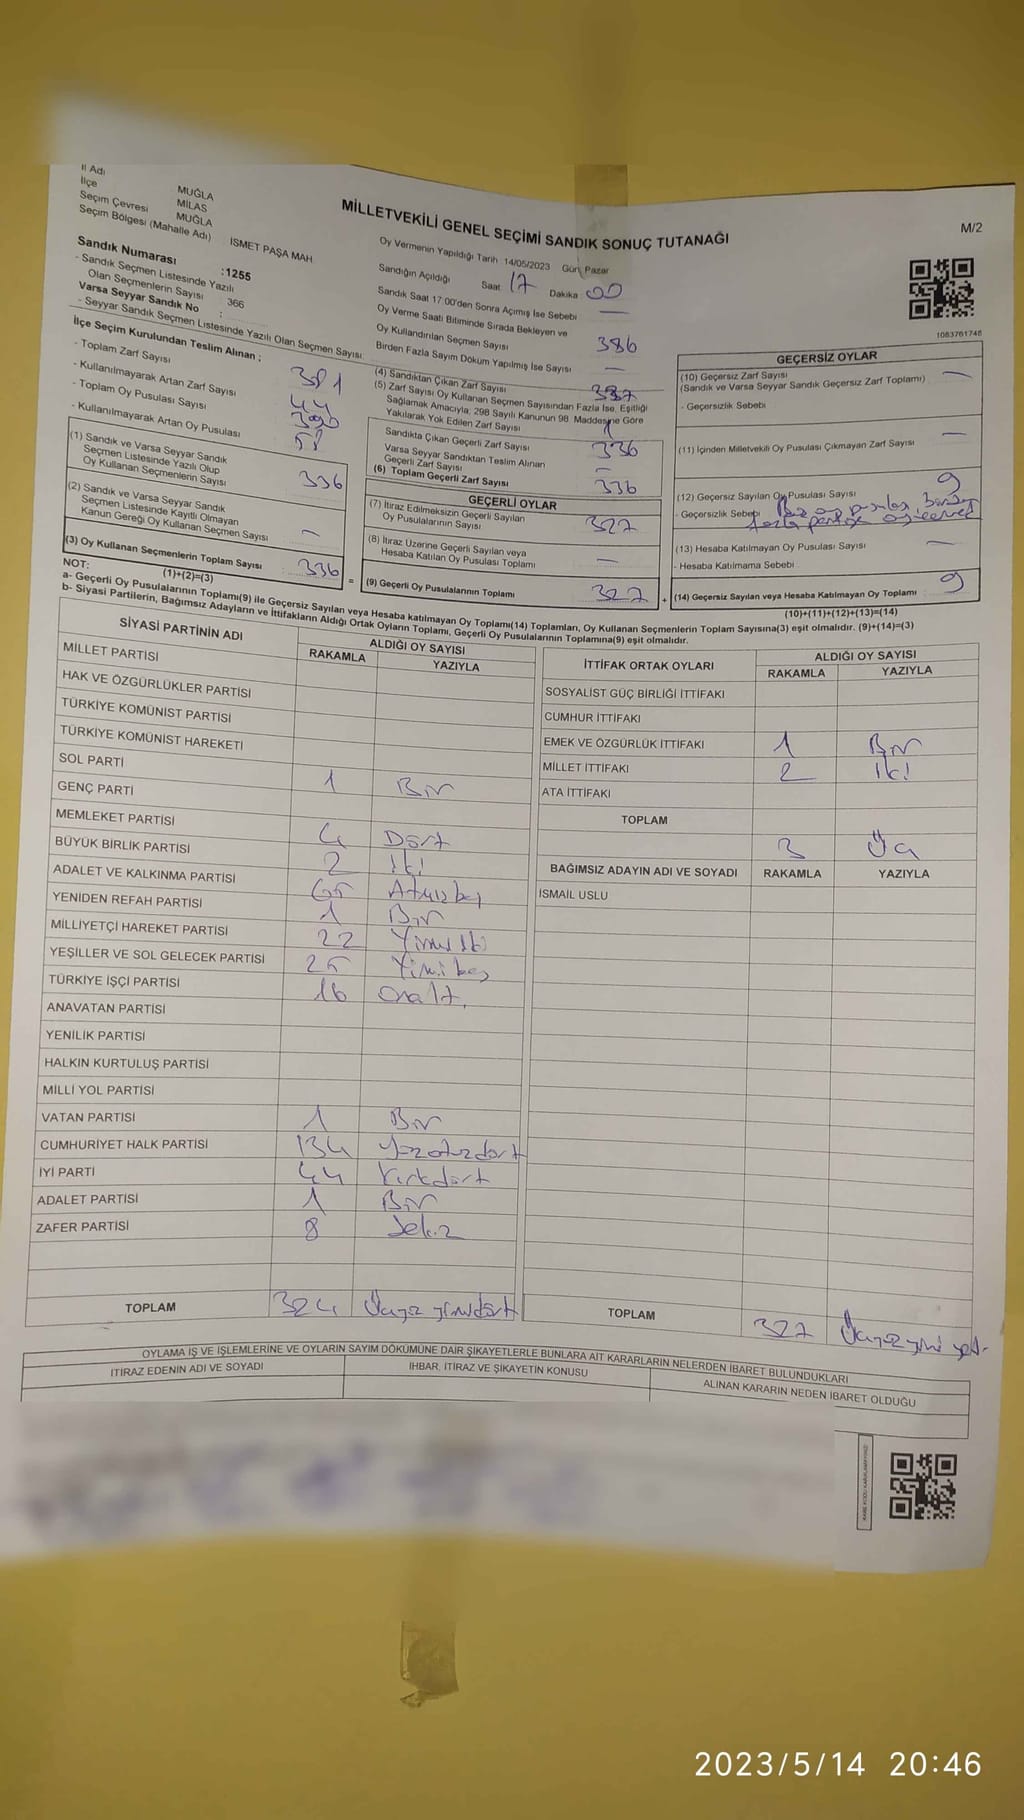 İl Adı MUĞLA
İlçe MİLAS
Seçim Çevresi MUĞLA
Seçim Bölgesi (Mahalle Adı) İSMET PAŞA MAH
MİLLETVEKİLİ GENEL SEÇİMİ SANDIK SONUÇ TUTANAĞI
M/2
1083761746
Sandık Numarası :1255
- Sandık Seçmen Listesinde Yazılı
Olan Seçmenlerin Sayısı 366
Varsa Seyyar Sandık No :
- Seyyar Sandık Seçmen Listesinde Yazılı Olan Seçmen Sayısı
Oy Vermenin Yapıldığı Tarih 14/05/2023 Gün Pazar
Sandığın Açıldığı Saat 17 Dakika 00
Sandık Saat 17:00'den Sonra Açımış İse Sebebi —
Oy Verme Saati Bitiminde Sırada Bekleyen ve
Oy Kullandırılan Seçmen Sayısı 386
Birden Fazla Sayım Döküm Yapılmış İse Sayısı —
İlçe Seçim Kurulundan Teslim Alınan ;
- Toplam Zarf Sayısı 381
- Kullanılmayarak Artan Zarf Sayısı 44
- Toplam Oy Pusulası Sayısı 390
- Kullanılmayarak Artan Oy Pusulası
(1) Sandık ve Varsa Seyyar Sandık
Seçmen Listesinde Yazılı Olup
Oy Kullanan Seçmenlerin Sayısı 336
(2) Sandık ve Varsa Seyyar Sandık
Seçmen Listesinde Kayıtlı Olmayan
Kanun Gereği Oy Kullanan Seçmen Sayısı —
(3) Oy Kullanan Seçmenlerin Toplam Sayısı 336
(1)+(2)=(3)
(4) Sandıktan Çıkan Zarf Sayısı 337
(5) Zarf Sayısı Oy Kullanan Seçmen Sayısından Fazla İse, Eşitliği
Sağlamak Amacıyla; 298 Sayılı Kanunun 98. Maddesine Göre
Yakılarak Yok Edilen Zarf Sayısı 1
Sandıkta Çıkan Geçerli Zarf Sayısı 336
Varsa Seyyar Sandıktan Teslim Alınan
Geçerli Zarf Sayısı —
(6) Toplam Geçerli Zarf Sayısı 336
GEÇERLİ OYLAR
(7) İtiraz Edilmeksizin Geçerli Sayılan
Oy Pusulalarının Sayısı 327
(8) İtiraz Üzerine Geçerli Sayılan veya
Hesaba Katılan Oy Pusulası Toplamı —
= (9) Geçerli Oy Pusulalarının Toplamı 327
GEÇERSİZ OYLAR
(10) Geçersiz Zarf Sayısı —
(Sandık ve Varsa Seyyar Sandık Geçersiz Zarf Toplamı)
- Geçersizlik Sebebi
(11) İçinden Milletvekili Oy Pusulası Çıkmayan Zarf Sayısı —
(12) Geçersiz Sayılan Oy Pusulası Sayısı 9
- Geçersizlik Sebebi
(13) Hesaba Katılmayan Oy Pusulası Sayısı —
- Hesaba Katılmama Sebebi
+ (14) Geçersiz Sayılan veya Hesaba Katılmayan Oy Toplamı : 9
(10)+(11)+(12)+(13)=(14)
NOT:
a- Geçerli Oy Pusulalarının Toplamı(9) ile Geçersiz Sayılan veya Hesaba katılmayan Oy Toplamı(14) Toplamları, Oy Kullanan Seçmenlerin Toplam Sayısına(3) eşit olmalıdır. (9)+(14)=(3)
b- Siyasi Partilerin, Bağımsız Adayların ve İttifakların Aldığı Ortak Oyların Toplamı, Geçerli Oy Pusulalarının Toplamına(9) eşit olmalıdır.
SİYASİ PARTİNİN ADI ALDIĞI OY SAYISI
RAKAMLA YAZIYLA
MİLLET PARTİSİ
HAK VE ÖZGÜRLÜKLER PARTİSİ
TÜRKİYE KOMÜNİST PARTİSİ
TÜRKİYE KOMÜNİST HAREKETİ
SOL PARTİ
GENÇ PARTİ 1 Bir
MEMLEKET PARTİSİ
BÜYÜK BİRLİK PARTİSİ 4 Dört
ADALET VE KALKINMA PARTİSİ 2 İki
YENİDEN REFAH PARTİSİ 65 Atmışbeş
MİLLİYETÇİ HAREKET PARTİSİ 1 Bir
YEŞİLLER VE SOL GELECEK PARTİSİ 22 Yirmiiki
TÜRKİYE İŞÇİ PARTİSİ 25 Yirmibeş
ANAVATAN PARTİSİ 16 Onaltı
YENİLİK PARTİSİ
HALKIN KURTULUŞ PARTİSİ
MİLLİ YOL PARTİSİ
VATAN PARTİSİ 1 Bir
CUMHURİYET HALK PARTİSİ 134 Yüzotuzdört
İYİ PARTİ 44 Kırkdört
ADALET PARTİSİ 1 Bir
ZAFER PARTİSİ 8 Sekiz
TOPLAM 324 Üçyüz yirmidört
İTTİFAK ORTAK OYLARI ALDIĞI OY SAYISI
RAKAMLA YAZIYLA
SOSYALİST GÜÇ BİRLİĞİ İTTİFAKI
CUMHUR İTTİFAKI
EMEK VE ÖZGÜRLÜK İTTİFAKI 1 Bir
MİLLET İTTİFAKI 2 İki
ATA İTTİFAKI
TOPLAM
3 Üç
BAĞIMSIZ ADAYIN ADI VE SOYADI RAKAMLA YAZIYLA
İSMAİL USLU
TOPLAM 327 Üçyüz yirmi yedi
OYLAMA İŞ VE İŞLEMLERİNE VE OYLARIN SAYIM DÖKÜMÜNE DAİR ŞİKAYETLERLE BUNLARA AİT KARARLARIN NELERDEN İBARET BULUNDUKLARI
İTİRAZ EDENİN ADI VE SOYADI İHBAR, İTİRAZ VE ŞİKAYETİN KONUSU ALINAN KARARIN NEDEN İBARET OLDUĞU
2023/5/14 20:46